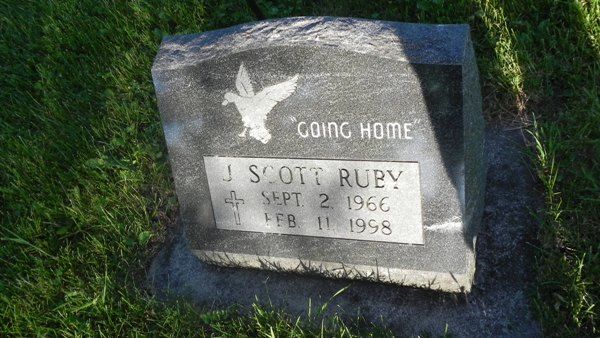 "GOING HOME"
J SCOTT RUBY
SEPT. 2, 1966
FEB. 11, 1998